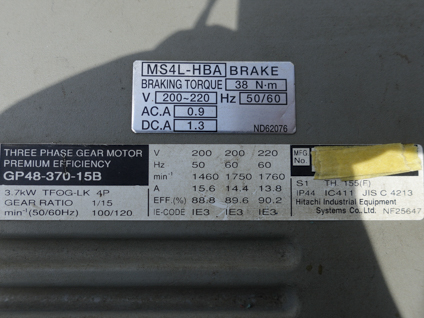 MS4L-HBA BRAKE
BRAKING TORQUE 38 N·m
V. 200~220 Hz 50/60
AC.A 0.9
DC.A 1.3 ND62076
THREE PHASE GEAR MOTOR
PREMIUM EFFICIENCY
GP48-370-15B
3.7kW TFOG-LK 4P
GEAR RATIO 1/15
min⁻¹(50/60Hz) 100/120
V 200 200 220
Hz 50 60 60
min⁻¹ 1460 1750 1760
A 15.6 14.4 13.8
EFF.(%) 88.8 89.6 90.2
IE-CODE IE3 IE3 IE3
MFG.
No.
S1 TH. 155(F)
IP44 IC411 JIS C 4213
Hitachi Industrial Equipment
Systems Co.,Ltd. NF25647